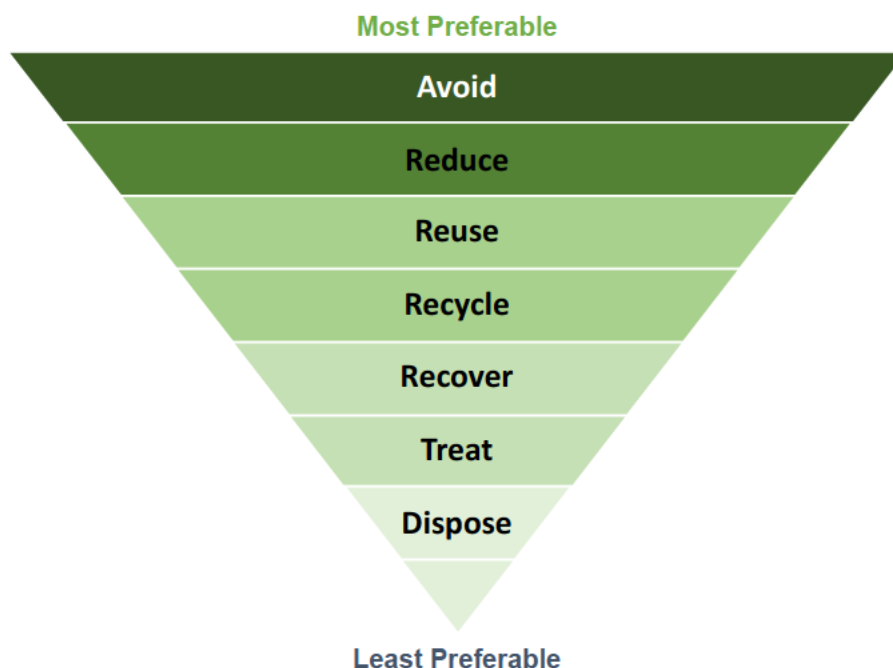 Most Preferable
Avoid
Reduce
Reuse
Recycle
Recover
Treat
Dispose
Least Preferable